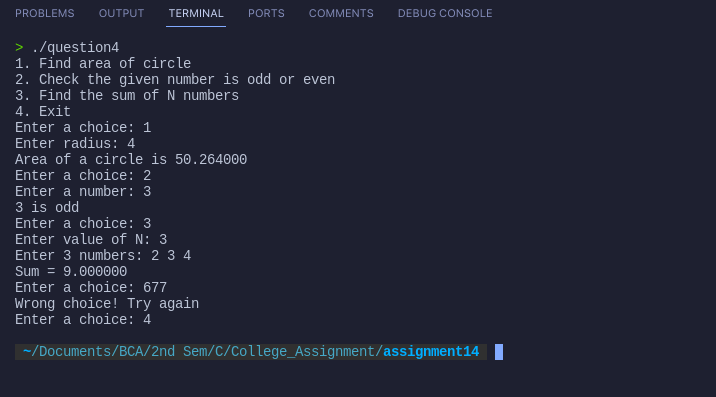 PROBLEMS OUTPUT TERMINAL PORTS COMMENTS DEBUG CONSOLE
> ./question4
1. Find area of circle
2. Check the given number is odd or even
3. Find the sum of N numbers
4. Exit
Enter a choice: 1
Enter radius: 4
Area of a circle is 50.264000
Enter a choice: 2
Enter a number: 3
3 is odd
Enter a choice: 3
Enter value of N: 3
Enter 3 numbers: 2 3 4
Sum = 9.000000
Enter a choice: 677
Wrong choice! Try again
Enter a choice: 4
~/Documents/BCA/2nd Sem/C/College_Assignment/assignment14